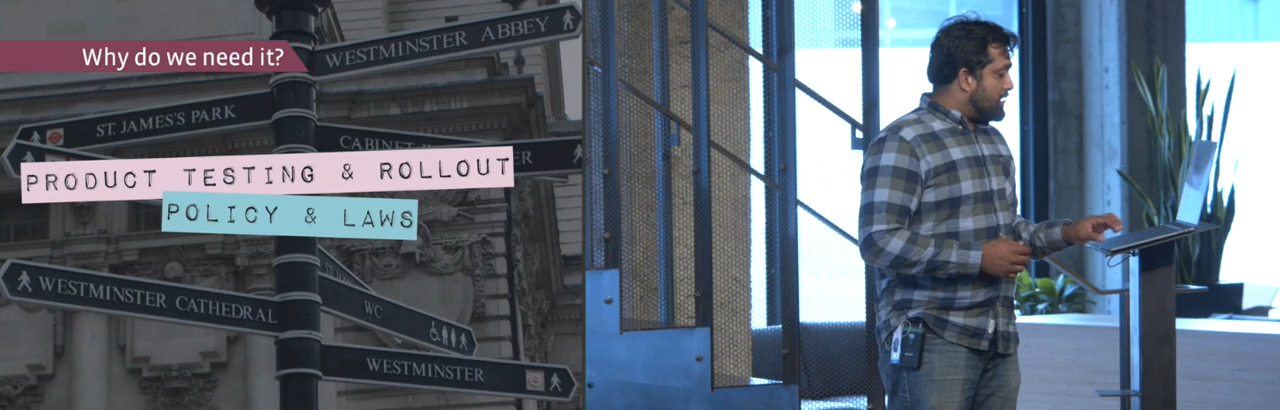 WESTMINSTER ABBEY
Why do we need it?
ST. JAMES'S PARK
CABINET
PRODUCT TESTING & ROLLOUT
POLICY & LAWS
WESTMINSTER CATHEDRAL
WC
WESTMINSTER